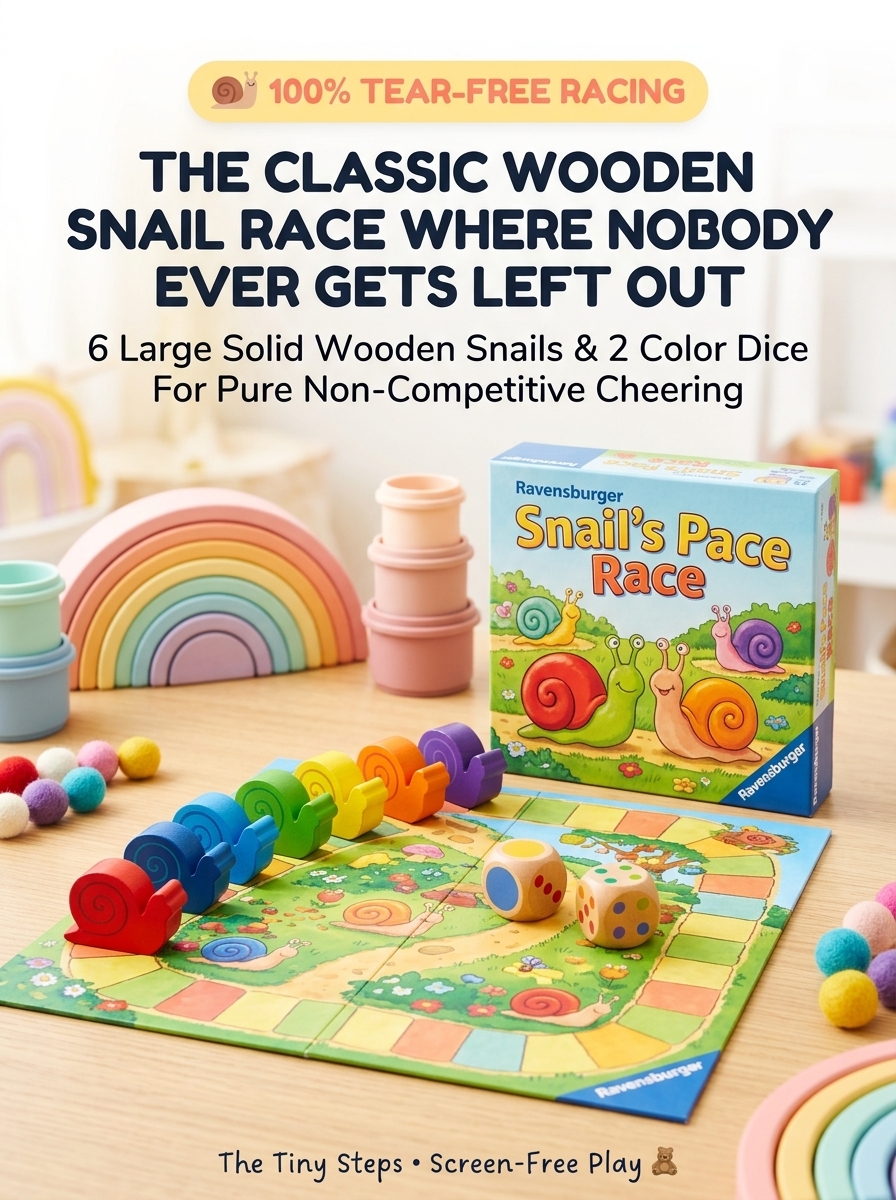 100% TEAR-FREE RACING
THE CLASSIC WOODEN
SNAIL RACE WHERE NOBODY
EVER GETS LEFT OUT
6 Large Solid Wooden Snails & 2 Color Dice
For Pure Non-Competitive Cheering
Ravensburger
Ravensburger
Snail's Pace
Race
Ravensburger
Ravensburger
The Tiny Steps • Screen-Free Play